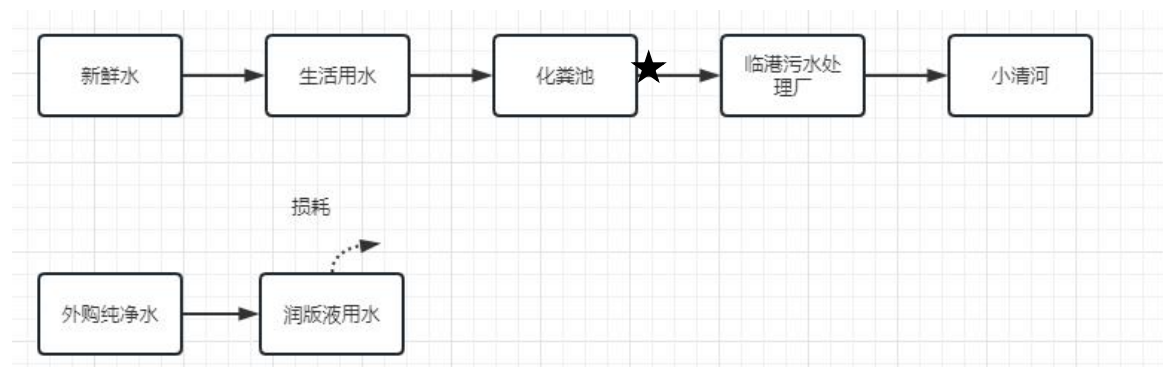 新鲜水
生活用水
化粪池
临港污水处
理厂
小清河
损耗
外购纯净水
润版液用水